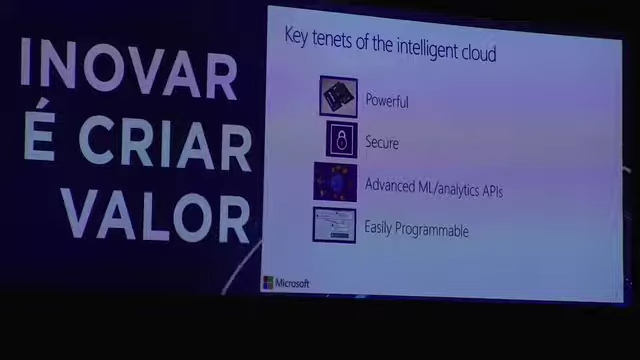 INOVAR
É CRIAR
VALOR
Key tenets of the intelligent cloud
Powerful
Secure
Advanced ML/analytics APIs
Easily Programmable
Microsoft